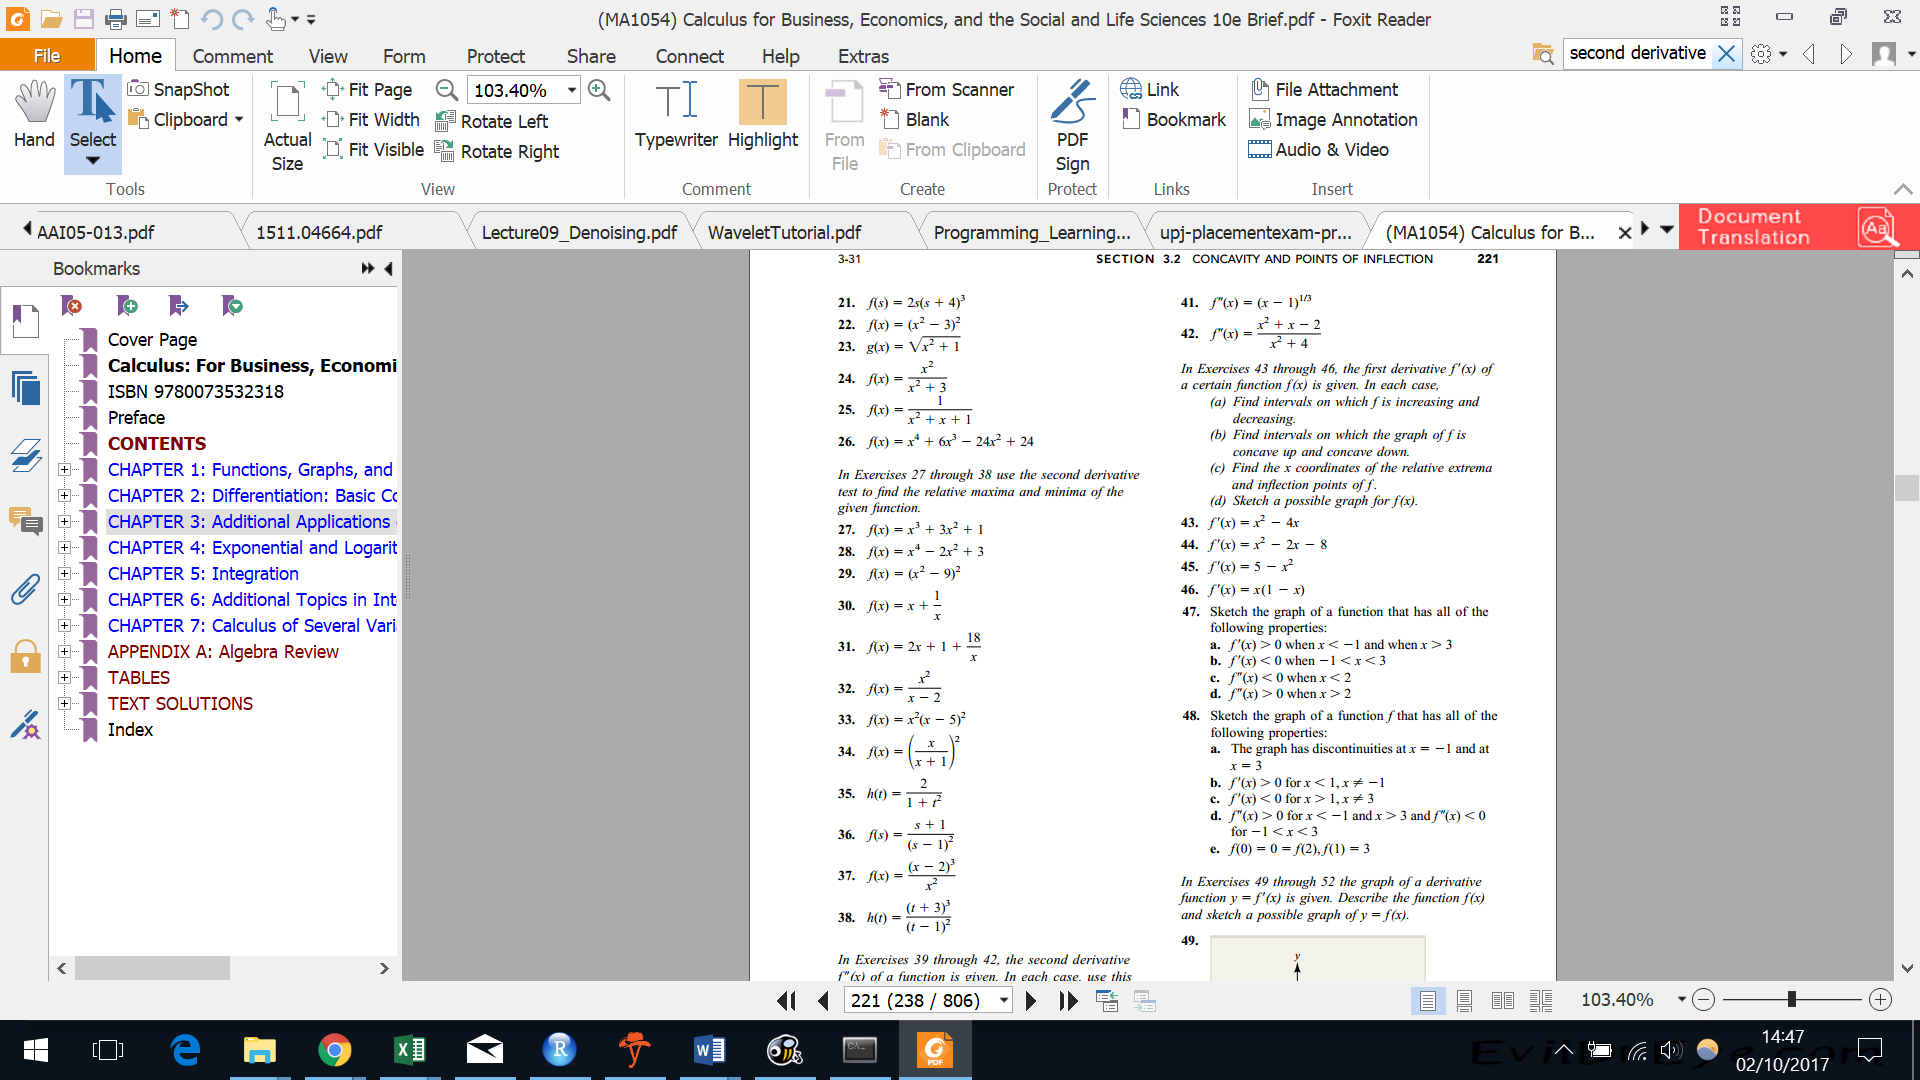 (MA1054) Calculus for Business, Economics, and the Social and Life Sciences 10e Brief.pdf - Foxit Reader
File Home Comment View Form Protect Share Connect Help Extras
second derivative
Hand
Select
SnapShot
Clipboard
Tools
Actual Size
Fit Page
Fit Width
Fit Visible
103.40%
Rotate Left
Rotate Right
View
Typewriter
Highlight
Comment
From File
From Scanner
Blank
From Clipboard
Create
PDF Sign
Protect
Link
Bookmark
Links
File Attachment
Image Annotation
Audio & Video
Insert
AAI05-013.pdf
1511.04664.pdf
Lecture09_Denoising.pdf
WaveletTutorial.pdf
Programming_Learning...
upj-placementexam-pr...
(MA1054) Calculus for B...
Document
Translation
Bookmarks
Cover Page
Calculus: For Business, Economi
ISBN 9780073532318
Preface
CONTENTS
CHAPTER 1: Functions, Graphs, and
CHAPTER 2: Differentiation: Basic Co
CHAPTER 3: Additional Applications
CHAPTER 4: Exponential and Logarit
CHAPTER 5: Integration
CHAPTER 6: Additional Topics in Int
CHAPTER 7: Calculus of Several Vari
APPENDIX A: Algebra Review
TABLES
TEXT SOLUTIONS
Index
3-31 SECTION 3.2 CONCAVITY AND POINTS OF INFLECTION 221
21. f(s) = 2s(s + 4)³
22. f(x) = (x² − 3)²
23. g(x) = √(x² + 1)
24. f(x) = x²/(x² + 3)
25. f(x) = 1/(x² + x + 1)
26. f(x) = x⁴ + 6x³ − 24x² + 24
In Exercises 27 through 38 use the second derivative
test to find the relative maxima and minima of the
given function.
27. f(x) = x³ + 3x² + 1
28. f(x) = x⁴ − 2x² + 3
29. f(x) = (x² − 9)²
30. f(x) = x + 1/x
31. f(x) = 2x + 1 + 18/x
32. f(x) = x²/(x − 2)
33. f(x) = x²(x − 5)²
34. f(x) = (x/(x + 1))²
35. h(t) = 2/(1 + t²)
36. f(s) = (s + 1)/(s − 1)²
37. f(x) = (x − 2)³/x²
38. h(t) = (t + 3)³/(t − 1)²
In Exercises 39 through 42, the second derivative
f″(x) of a function is given. In each case, use this
41. f″(x) = (x − 1)^1/3
42. f″(x) = (x² + x − 2)/(x² + 4)
In Exercises 43 through 46, the first derivative f′(x) of
a certain function f(x) is given. In each case,
(a) Find intervals on which f is increasing and
decreasing.
(b) Find intervals on which the graph of f is
concave up and concave down.
(c) Find the x coordinates of the relative extrema
and inflection points of f.
(d) Sketch a possible graph for f(x).
43. f′(x) = x² − 4x
44. f′(x) = x² − 2x − 8
45. f′(x) = 5 − x²
46. f′(x) = x(1 − x)
47. Sketch the graph of a function that has all of the
following properties:
a. f′(x) > 0 when x < −1 and when x > 3
b. f′(x) < 0 when −1 < x < 3
c. f″(x) < 0 when x < 2
d. f″(x) > 0 when x > 2
48. Sketch the graph of a function f that has all of the
following properties:
a. The graph has discontinuities at x = −1 and at
x = 3
b. f′(x) > 0 for x < 1, x ≠ −1
c. f′(x) < 0 for x > 1, x ≠ 3
d. f″(x) > 0 for x < −1 and x > 3 and f″(x) < 0
for −1 < x < 3
e. f(0) = 0 = f(2), f(1) = 3
In Exercises 49 through 52 the graph of a derivative
function y = f′(x) is given. Describe the function f(x)
and sketch a possible graph of y = f(x).
49.
y
221 (238 / 806)
103.40%
14:47
02/10/2017